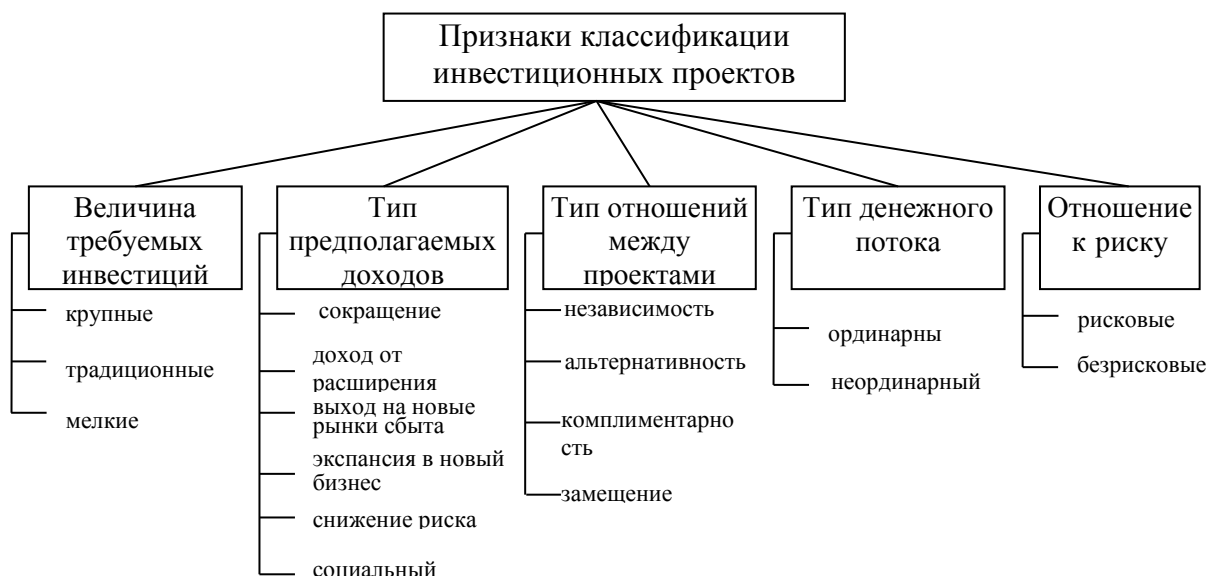 Признаки классификации
инвестиционных проектов
Величина
требуемых
инвестиций
крупные
традиционные
мелкие
Тип
предполагаемых
доходов
сокращение
доход от
расширения
выход на новые
рынки сбыта
экспансия в новый
бизнес
снижение риска
социальный
Тип отношений
между
проектами
независимость
альтернативность
комплиментарно
сть
замещение
Тип денежного
потока
ординарны
неординарный
Отношение
к риску
рисковые
безрисковые